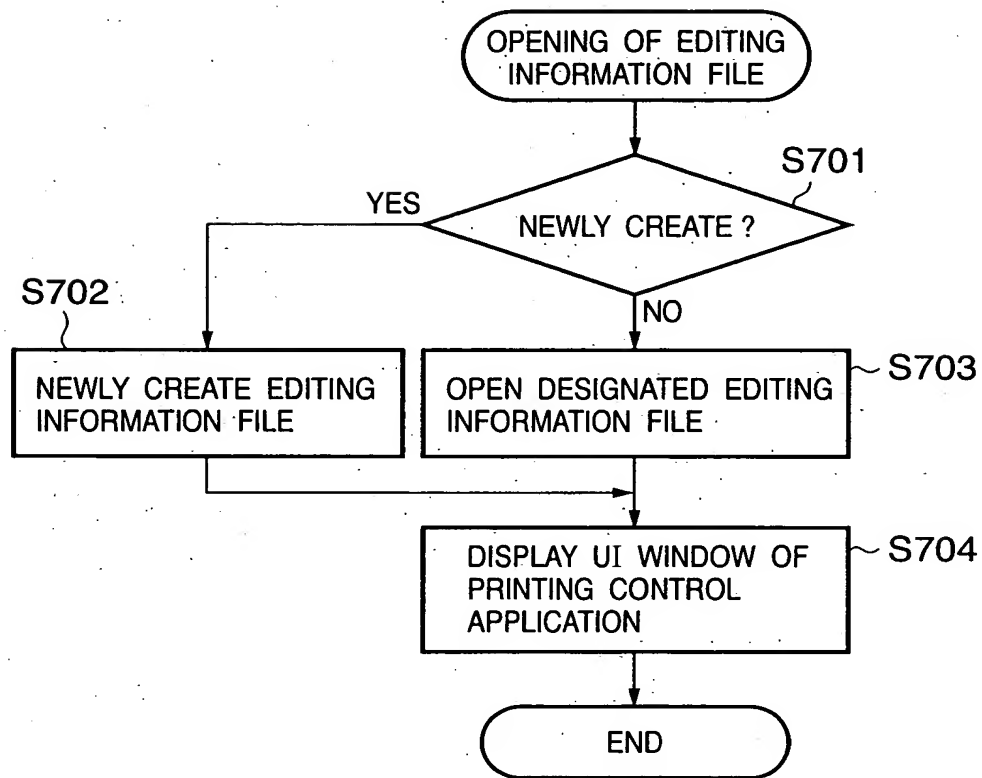 OPENING OF EDITING
INFORMATION FILE
S701
YES
NEWLY CREATE ?
S702
NO
NEWLY CREATE EDITING
INFORMATION FILE
OPEN DESIGNATED EDITING
INFORMATION FILE
S703
DISPLAY UI WINDOW OF
PRINTING CONTROL
APPLICATION
S704
END